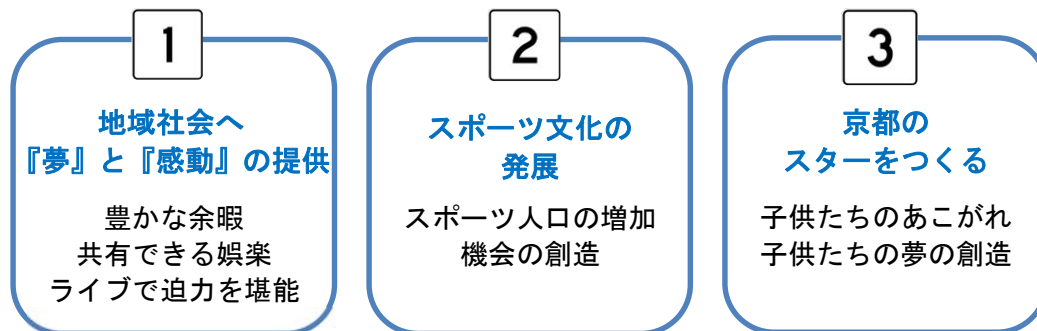 1
地域社会へ
『夢』と『感動』の提供
豊かな余暇
共有できる娯楽
ライブで迫力を堪能
2
スポーツ文化の
発展
スポーツ人口の増加
機会の創造
3
京都の
スターをつくる
子供たちのあこがれ
子供たちの夢の創造